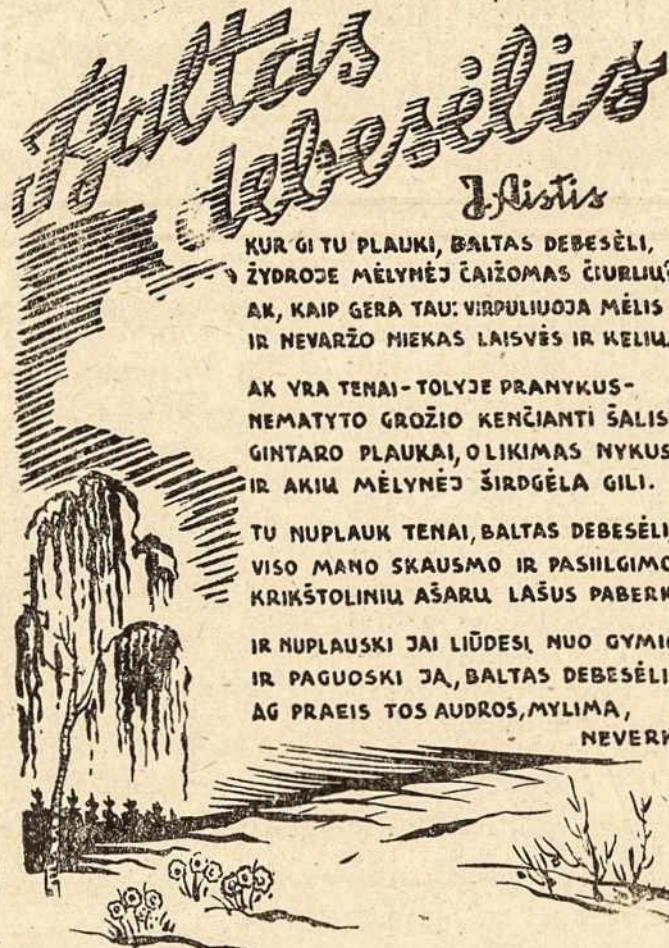 Baltas
debesėlis
J. Aistis
KUR GI TU PLAUKI, BALTAS DEBESĖLI,
ŽYDROJE MĖLYNĖJ ČAIŽOMAS ČIURLIŲ?
AK, KAIP GERA TAU: VIRPULIUOJA MĖLIS
IR NEVARŽO NIEKAS LAISVĖS IR KELIŲ.
AK YRA TENAI-TOLYJE PRANYKUS-
NEMATYTO GROŽIO KENČIANTI ŠALIS
GINTARO PLAUKAI, O LIKIMAS NYKUS
IR AKIŲ MĖLYNĖJ ŠIRDGĖLA GILI.
TU NUPLAUK TENAI, BALTAS DEBESĖLI,
VISO MANO SKAUSMO IR PASIILGIMO
KRIKŠTOLINIŲ AŠARŲ LAŠUS PABERK
IR NUPLAUSKI JAI LIŪDESĮ NUO
IR PAGUOSKI JĄ, BALTAS DEBESĖLI
AG PRAEIS TOS AUDROS, MYLIMA,
NEVERK